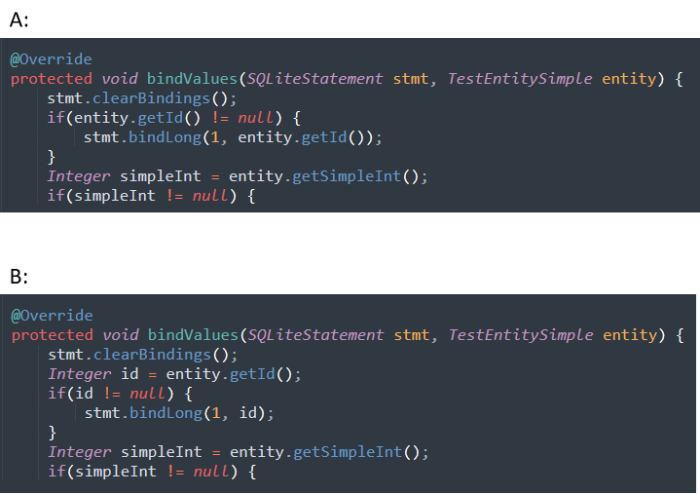 A:
@Override
protected void bindValues(SQLiteStatement stmt, TestEntitySimple entity) {
stmt.clearBindings();
if(entity.getId() != null) {
stmt.bindLong(1, entity.getId());
}
Integer simpleInt = entity.getSimpleInt();
if(simpleInt != null) {
B:
@Override
protected void bindValues(SQLiteStatement stmt, TestEntitySimple entity) {
stmt.clearBindings();
Integer id = entity.getId();
if(id != null) {
stmt.bindLong(1, id);
}
Integer simpleInt = entity.getSimpleInt();
if(simpleInt != null) {